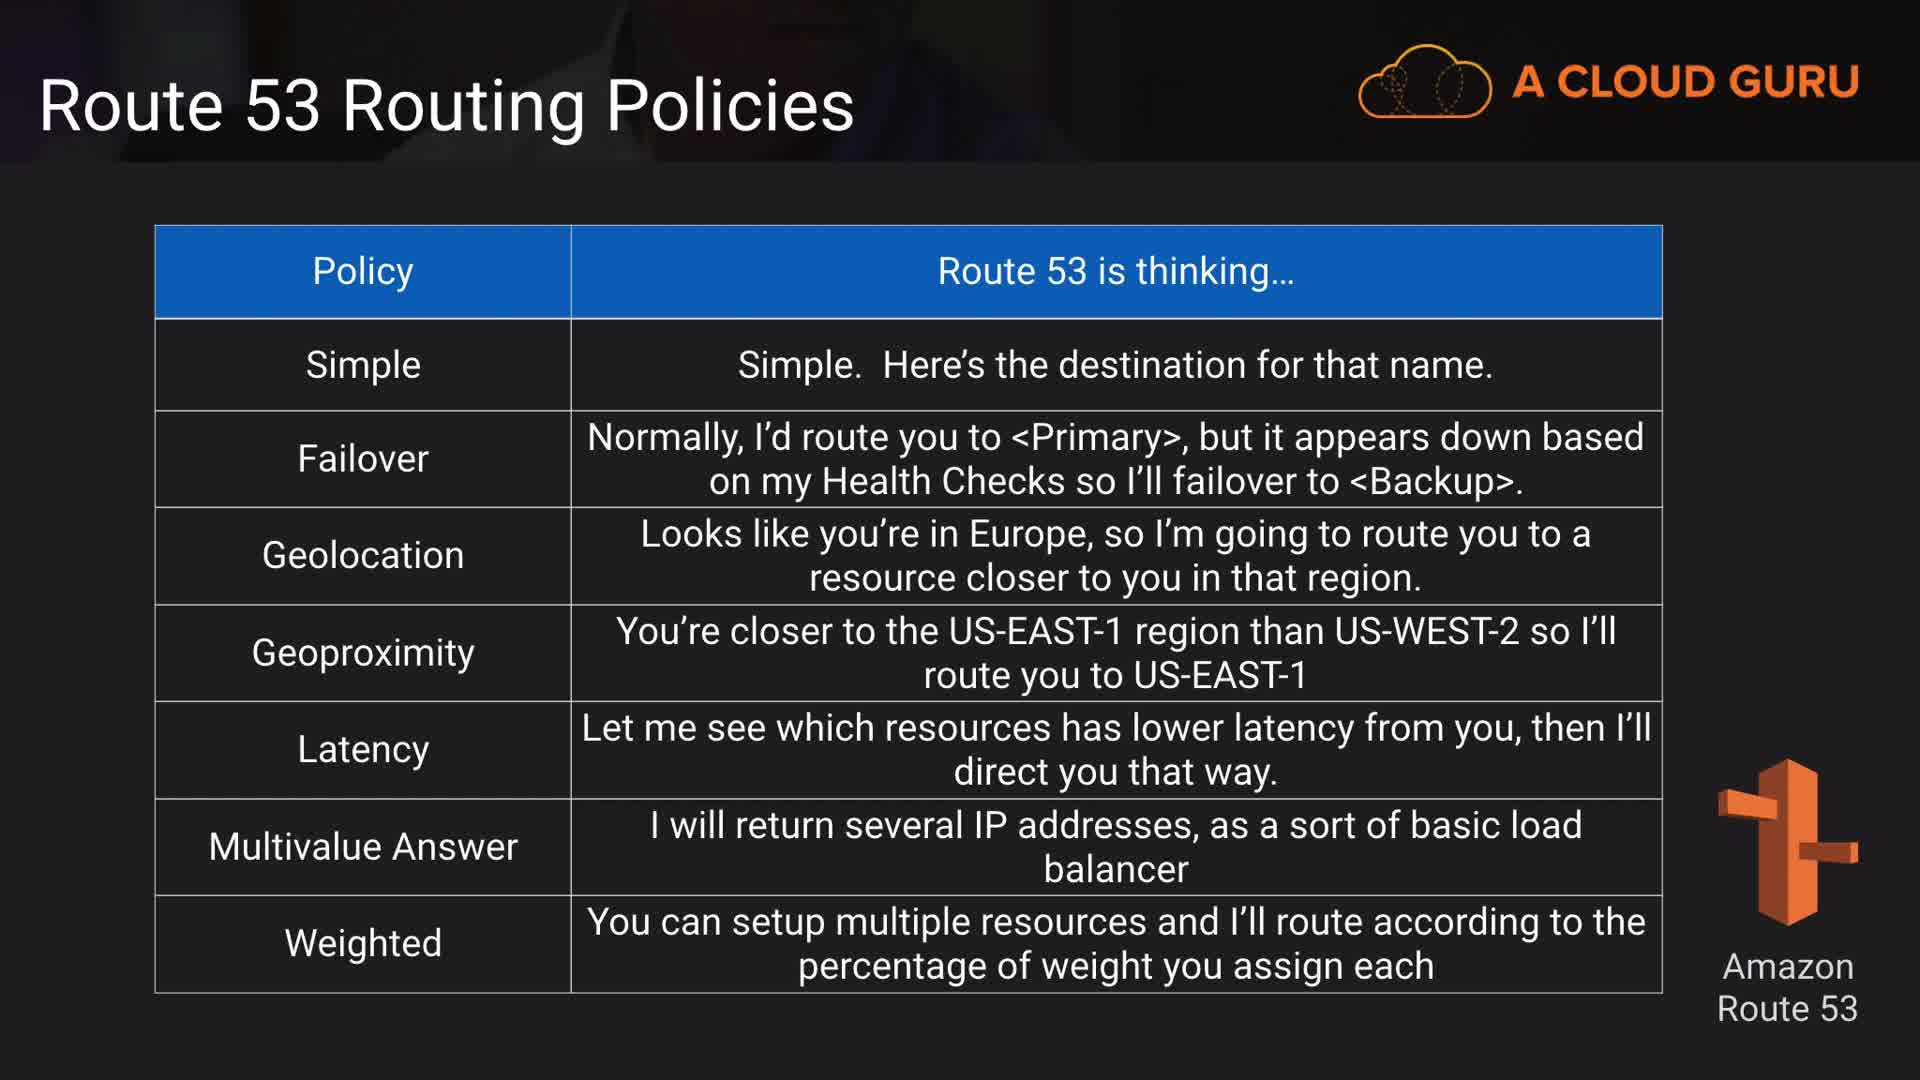 Route 53 Routing Policies
A CLOUD GURU
Policy
Route 53 is thinking…
Simple
Simple.  Here’s the destination for that name.
Failover
Normally, I’d route you to <Primary>, but it appears down based
on my Health Checks so I’ll failover to <Backup>.
Geolocation
Looks like you’re in Europe, so I’m going to route you to a
resource closer to you in that region.
Geoproximity
You’re closer to the US-EAST-1 region than US-WEST-2 so I’ll
route you to US-EAST-1
Latency
Let me see which resources has lower latency from you, then I’ll
direct you that way.
Multivalue Answer
I will return several IP addresses, as a sort of basic load
balancer
Weighted
You can setup multiple resources and I’ll route according to the
percentage of weight you assign each
Amazon
Route 53